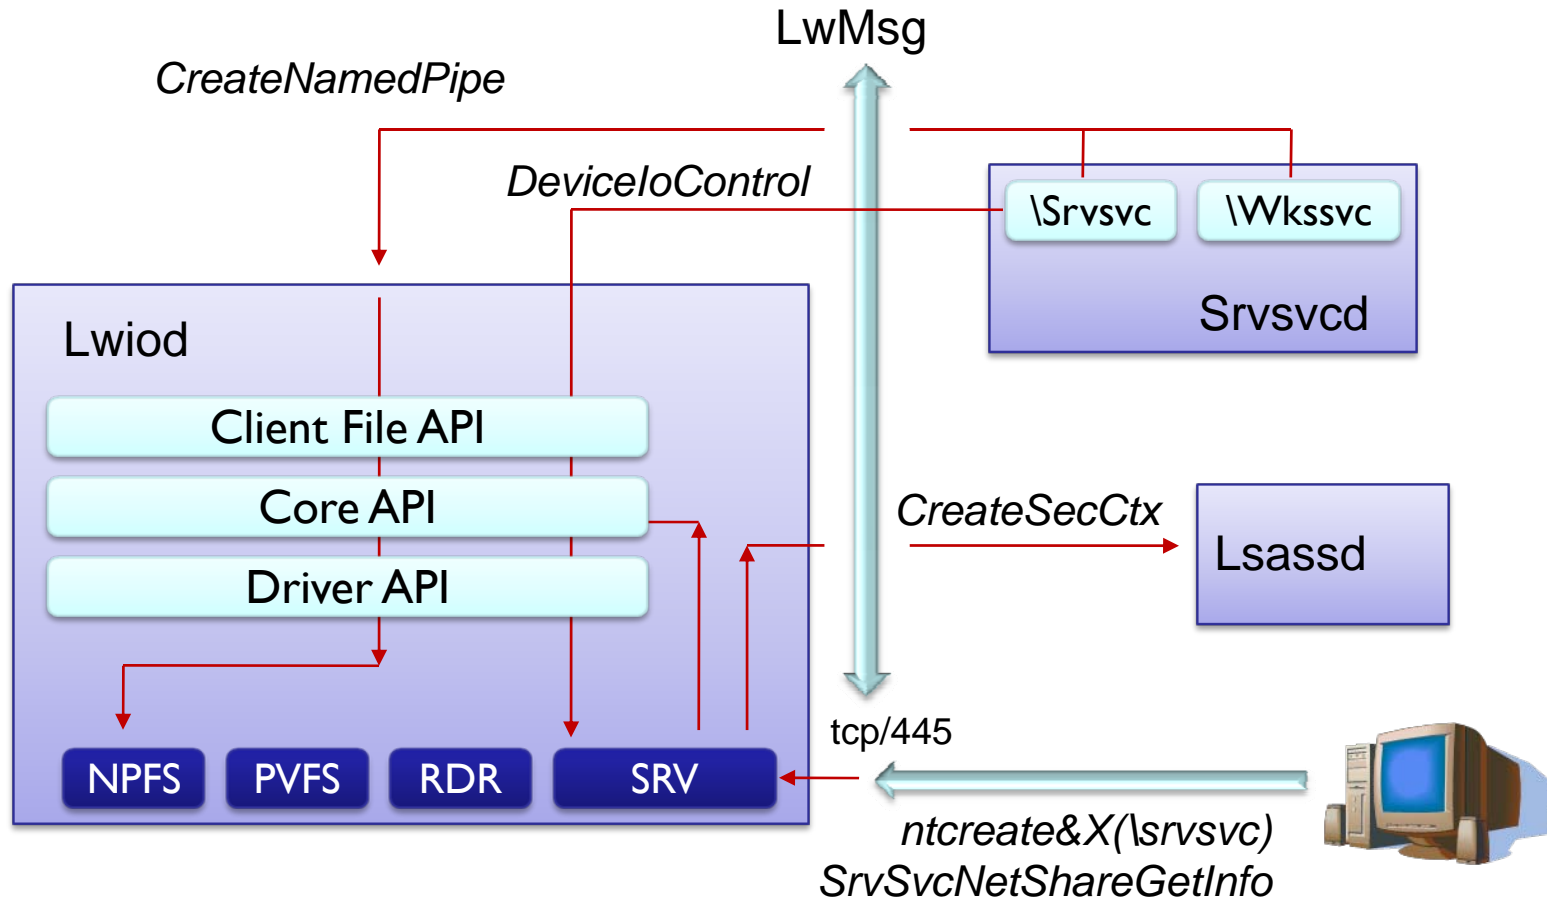 LwMsg
CreateNamedPipe
DeviceIoControl
\Srvsvc
\Wkssvc
Srvsvcd
Lwiod
Client File API
Core API
Driver API
CreateSecCtx
Lsassd
tcp/445
NPFS
PVFS
RDR
SRV
ntcreate&X(\srvsvc)
SrvSvcNetShareGetInfo